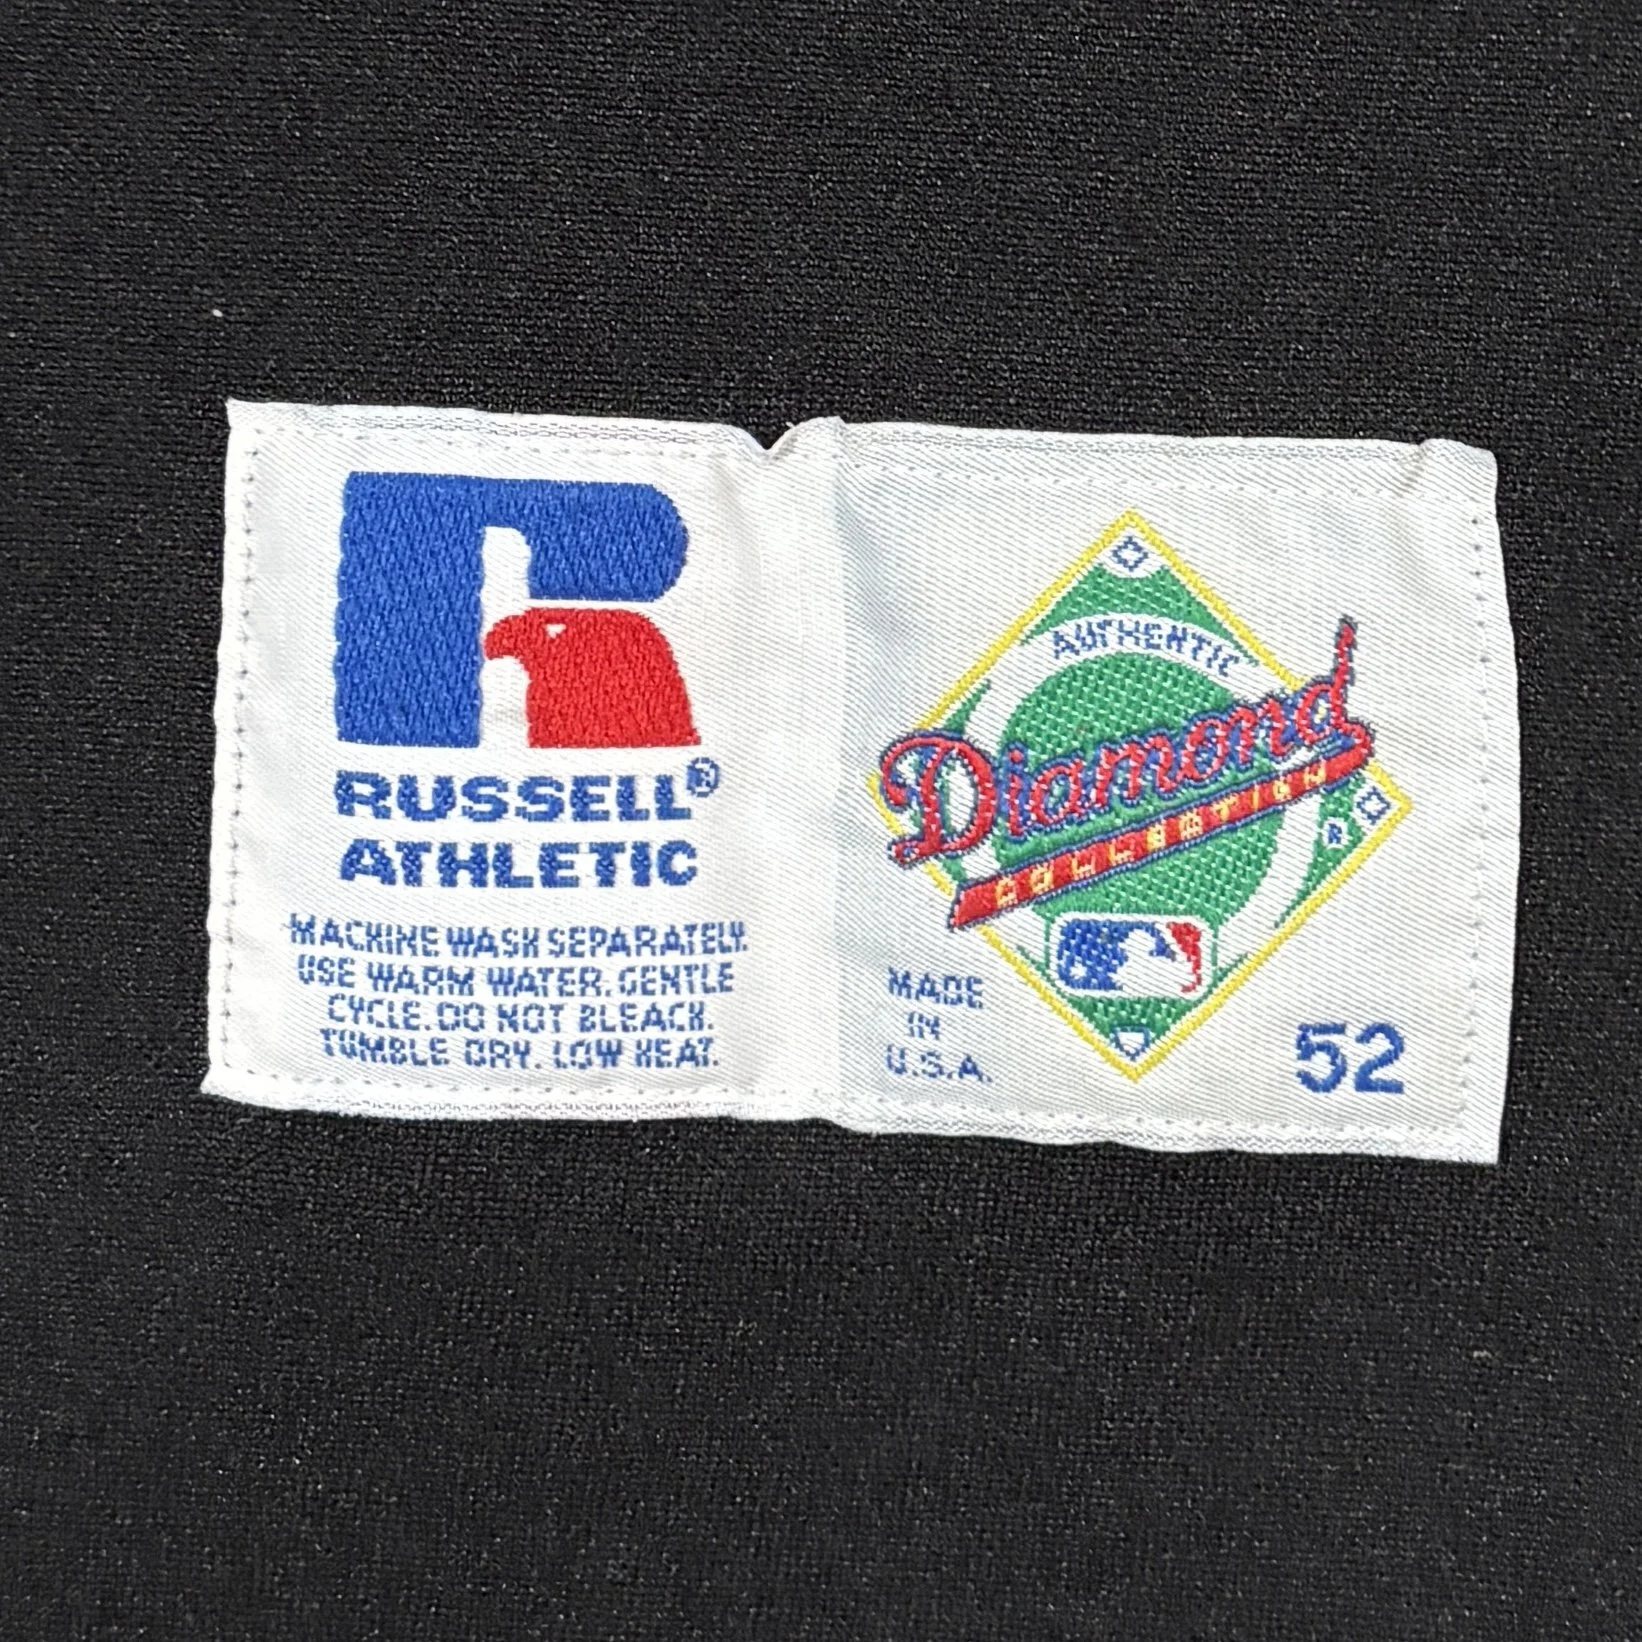 RUSSELL®
ATHLETIC
MACHINE WASH SEPARATELY.
USE WARM WATER. GENTLE
CYCLE. DO NOT BLEACH.
TUMBLE DRY. LOW HEAT.
AUTHENTIC
Diamond
COLLECTION
®
MADE
IN
U.S.A.
52